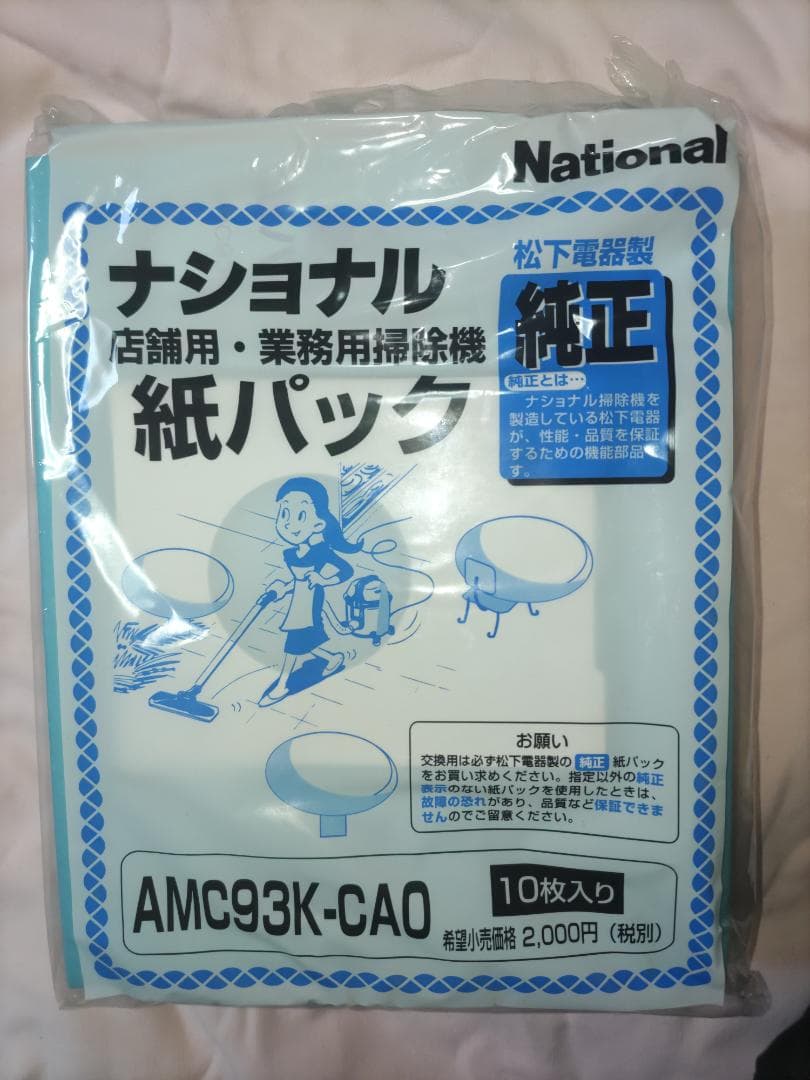 National
ナショナル
店舗用・業務用掃除機
紙パック
松下電器製
純正
純正とは…
ナショナル掃除機を
製造している松下電器
が、性能・品質を保証
するための機能部品で
す。
お願い
交換用は必ず松下電器製の 純正 紙パック
をお買い求めください。指定以外の純正
表示のない紙パックを使用したときは、
故障の恐れがあり、品質など保証できま
せんのでご留意ください。
AMC93K-CA0
10枚入り
希望小売価格 2,000円（税別）